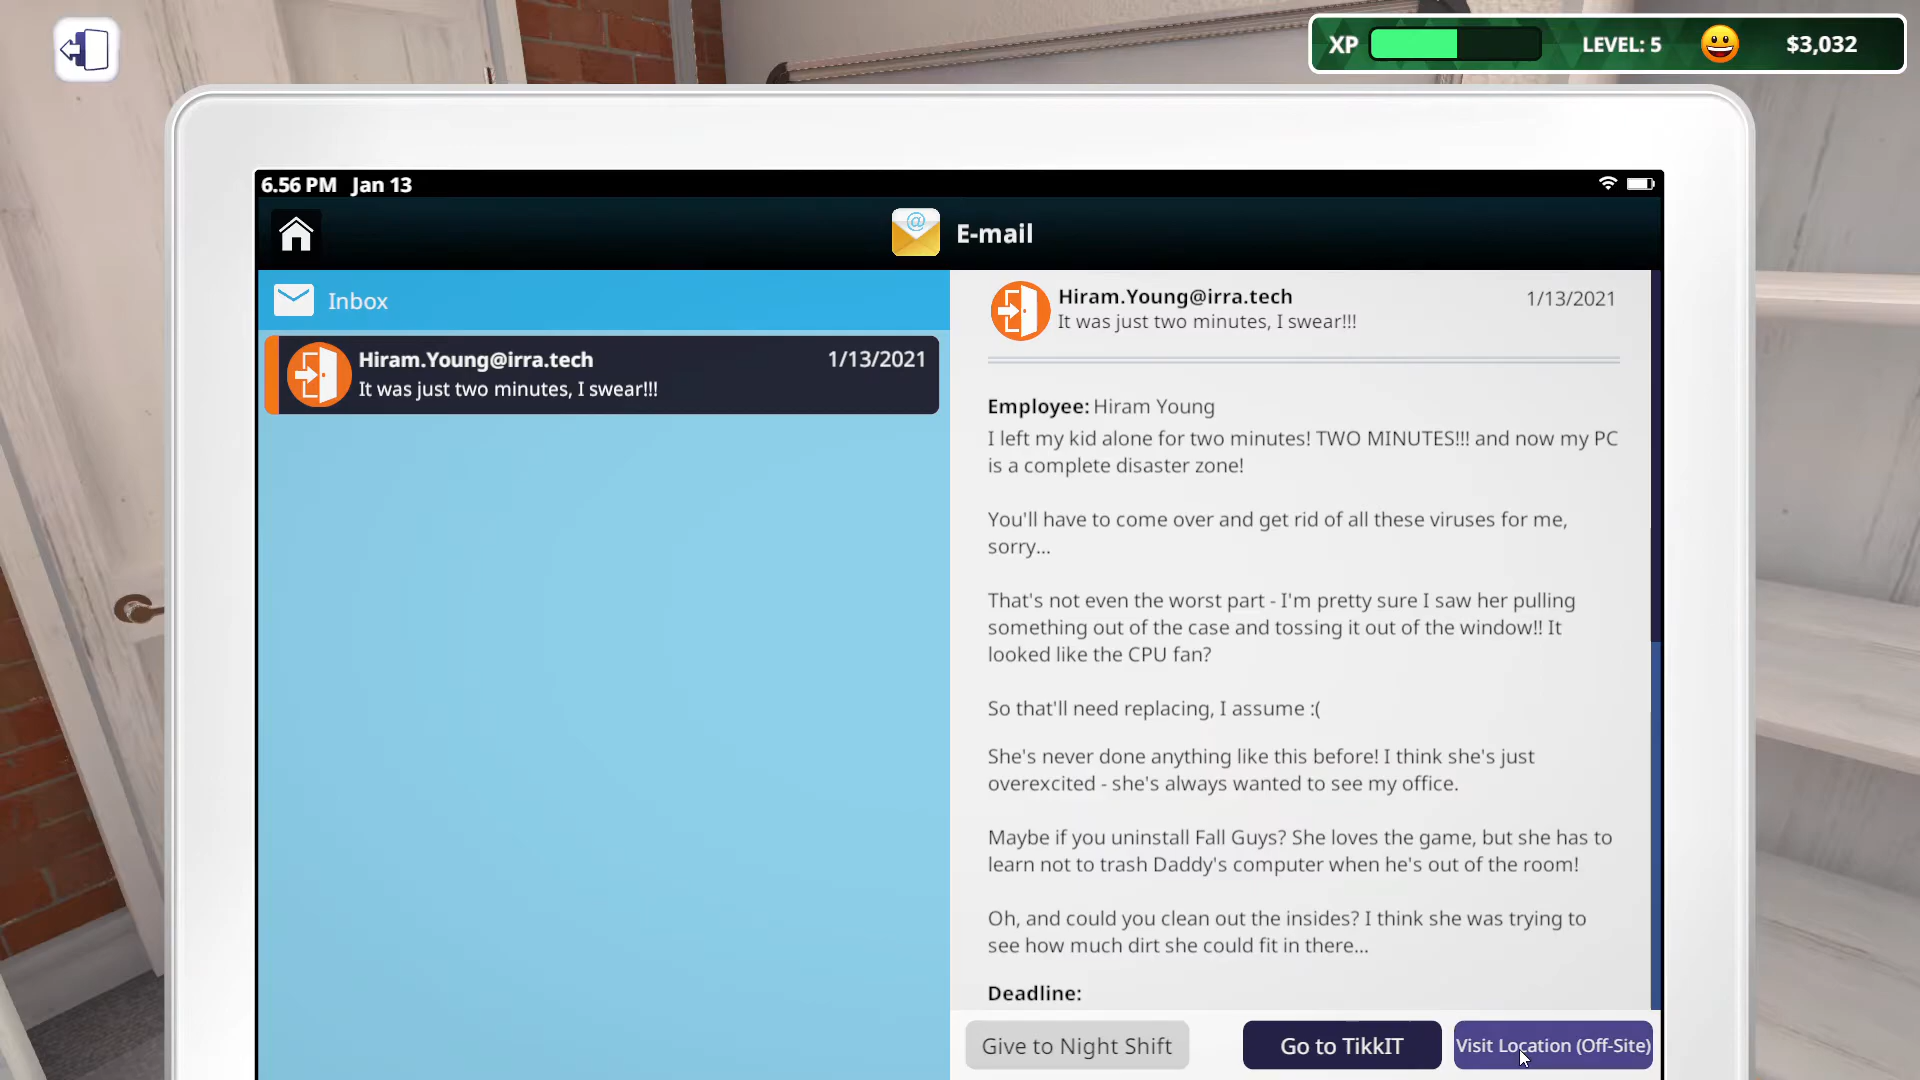 XP LEVEL: 5 $3,032
6.56 PM Jan 13
@ E-mail
Inbox
Hiram.Young@irra.tech 1/13/2021
It was just two minutes, I swear!!!
Hiram.Young@irra.tech 1/13/2021
It was just two minutes, I swear!!!
Employee: Hiram Young
I left my kid alone for two minutes! TWO MINUTES!!! and now my PC
is a complete disaster zone!
You'll have to come over and get rid of all these viruses for me,
sorry...
That's not even the worst part - I'm pretty sure I saw her pulling
something out of the case and tossing it out of the window!! It
looked like the CPU fan?
So that'll need replacing, I assume :(
She's never done anything like this before! I think she's just
overexcited - she's always wanted to see my office.
Maybe if you uninstall Fall Guys? She loves the game, but she has to
learn not to trash Daddy's computer when he's out of the room!
Oh, and could you clean out the insides? I think she was trying to
see how much dirt she could fit in there...
Deadline:
Give to Night Shift Go to TikkIT Visit Location (Off-Site)